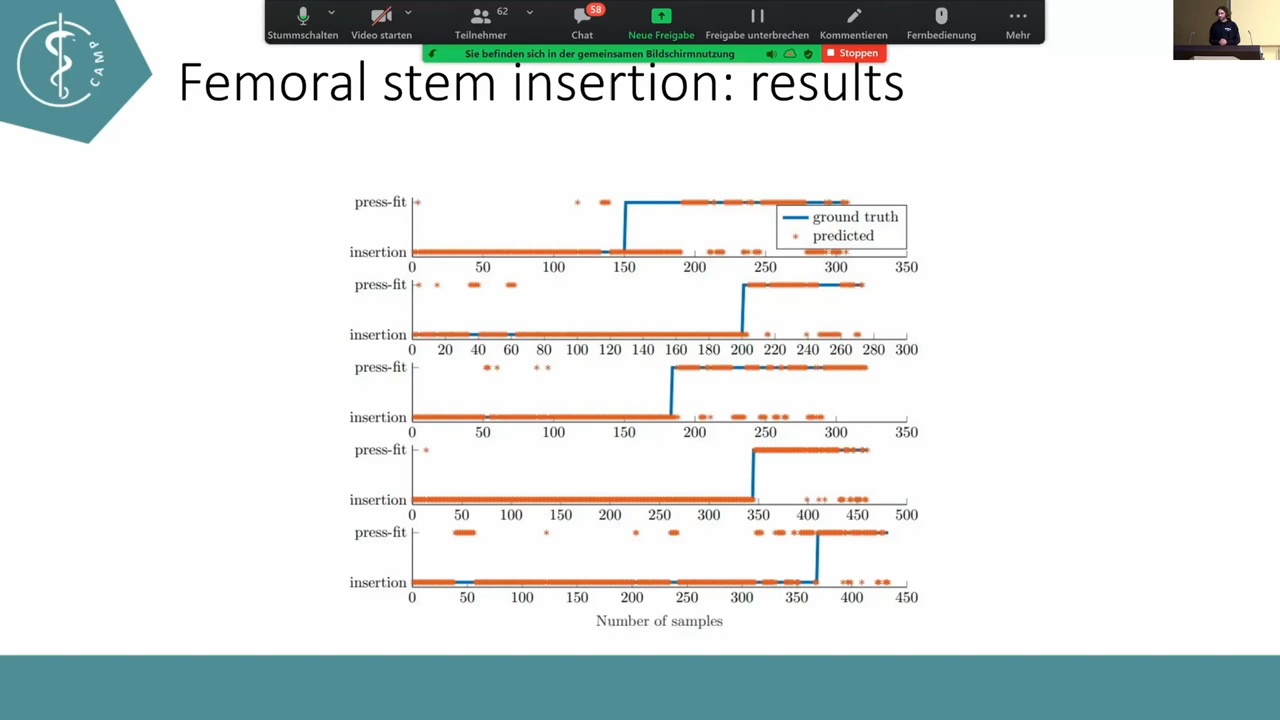 62
58
Stummschalten
Video starten
Teilnehmer
Chat
Neue Freigabe
Freigabe unterbrechen
Kommentieren
Fernbedienung
Mehr
Sie befinden sich in der gemeinsamen Bildschirmnutzung
Stoppen
CAMP
Femoral stem insertion: results
press-fit
ground truth
predicted
insertion
0 50 100 150 200 250 300 350
press-fit
insertion
0 20 40 60 80 100 120 140 160 180 200 220 240 260 280 300
press-fit
insertion
0 50 100 150 200 250 300 350
press-fit
insertion
0 50 100 150 200 250 300 350 400 450 500
press-fit
insertion
0 50 100 150 200 250 300 350 400 450
Number of samples